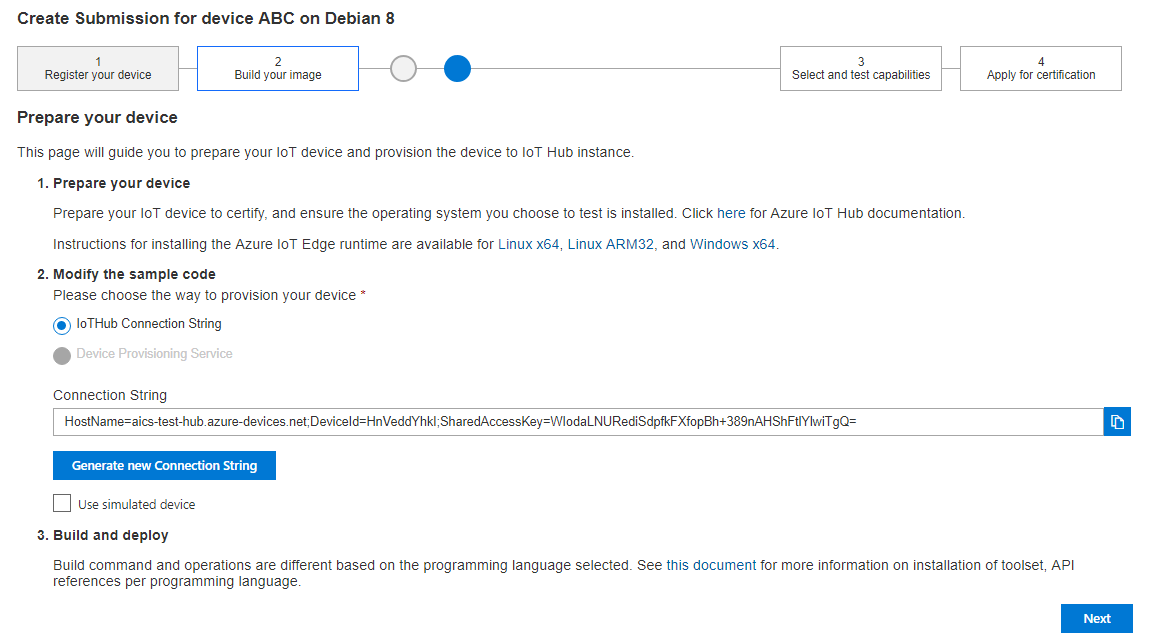 Create Submission for device ABC on Debian 8
1
Register your device
2
Build your image
3
Select and test capabilities
4
Apply for certification
Prepare your device
This page will guide you to prepare your IoT device and provision the device to IoT Hub instance.
1. Prepare your device
Prepare your IoT device to certify, and ensure the operating system you choose to test is installed. Click here for Azure IoT Hub documentation.
Instructions for installing the Azure IoT Edge runtime are available for Linux x64, Linux ARM32, and Windows x64.
2. Modify the sample code
Please choose the way to provision your device *
IoTHub Connection String
Device Provisioning Service
Connection String
HostName=aics-test-hub.azure-devices.net;DeviceId=HnVeddYhkI;SharedAccessKey=WIodaLNURediSdpfkFXfopBh+389nAHShFtIYlwiTgQ=
Generate new Connection String
Use simulated device
3. Build and deploy
Build command and operations are different based on the programming language selected. See this document for more information on installation of toolset, API
references per programming language.
Next